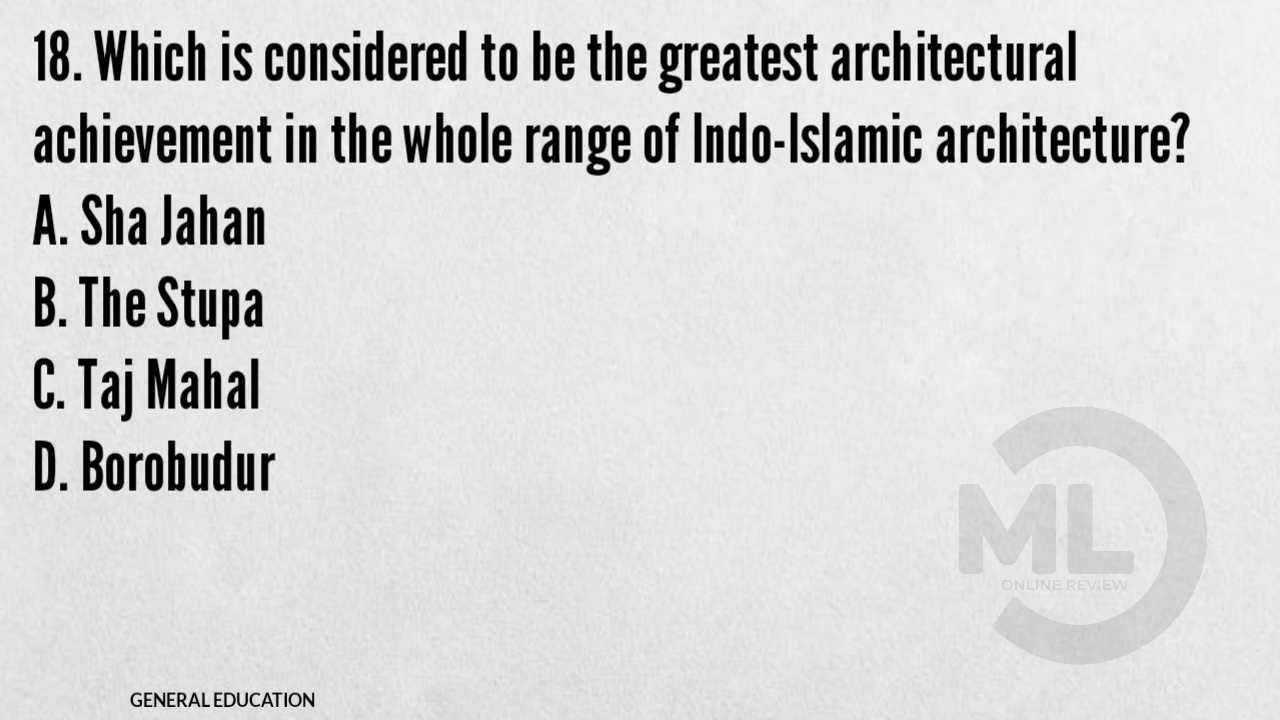 18. Which is considered to be the greatest architectural
achievement in the whole range of Indo-Islamic architecture?
A. Sha Jahan
B. The Stupa
C. Taj Mahal
D. Borobudur
ML
ONLINE REVIEW
GENERAL EDUCATION